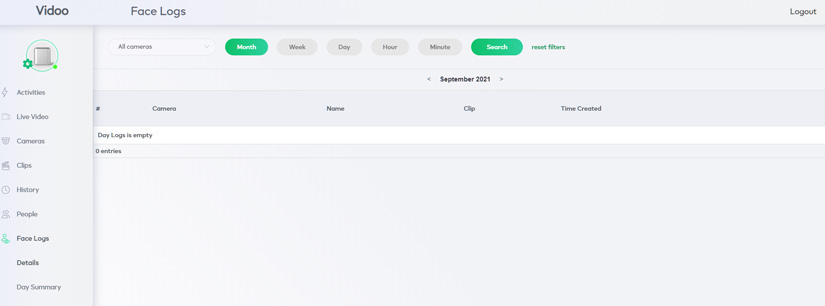 Vidoo
Face Logs
Logout
All cameras
Month
Week
Day
Hour
Minute
Search
reset filters
< September 2021 >
# Camera Name Clip Time Created
Day Logs is empty
0 entries
Activities
Live Video
Cameras
Clips
History
People
Face Logs
Details
Day Summary